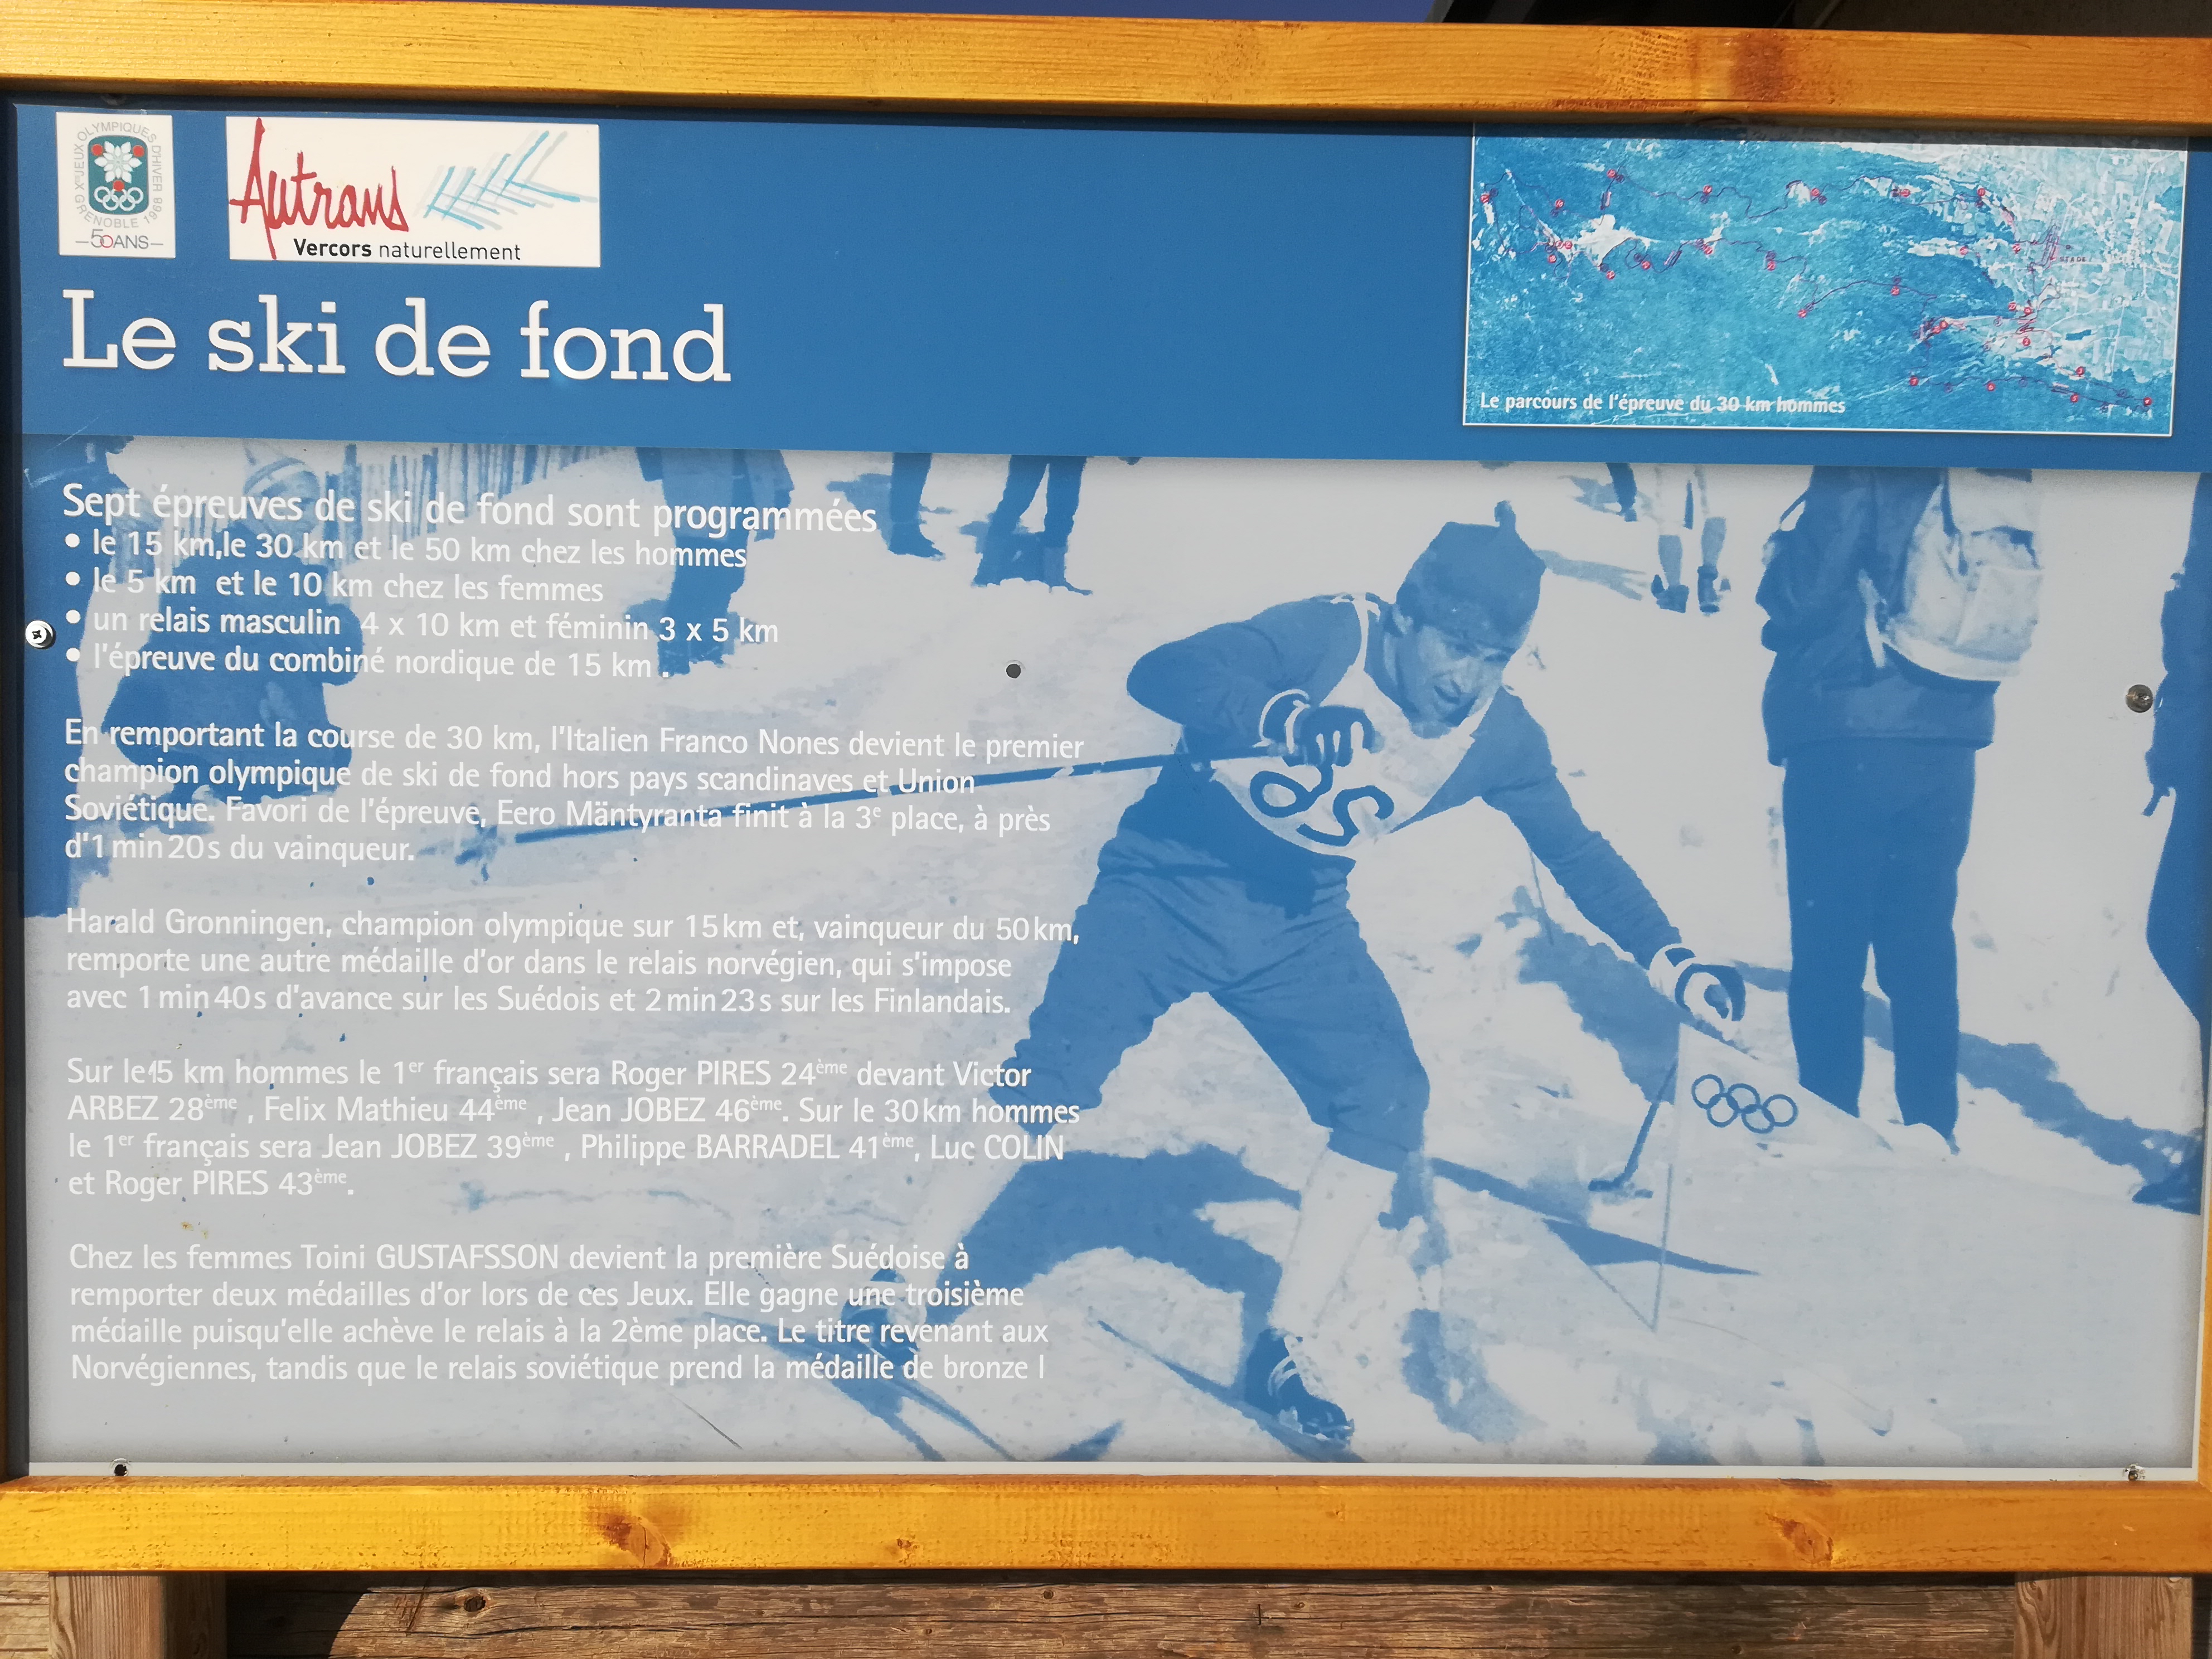 Xes JEUX OLYMPIQUES D'HIVER
GRENOBLE 1968
50ANS
Autrans
Vercors naturellement
Le ski de fond
Le parcours de l'épreuve du 30 km hommes
Sept épreuves de ski de fond sont programmées
• le 15 km,le 30 km et le 50 km chez les hommes
• le 5 km et le 10 km chez les femmes
• un relais masculin 4 x 10 km et féminin 3 x 5 km
• l'épreuve du combiné nordique de 15 km .
En remportant la course de 30 km, l'Italien Franco Nones devient le premier
champion olympique de ski de fond hors pays scandinaves et Union
Soviétique. Favori de l'épreuve, Eero Mäntyranta finit à la 3e place, à près
d'1 min 20 s du vainqueur.
Harald Gronningen, champion olympique sur 15 km et, vainqueur du 50 km,
remporte une autre médaille d'or dans le relais norvégien, qui s'impose
avec 1 min 40 s d'avance sur les Suédois et 2 min 23 s sur les Finlandais.
Sur le15 km hommes le 1er français sera Roger PIRES 24ème devant Victor
ARBEZ 28ème , Felix Mathieu 44ème , Jean JOBEZ 46ème. Sur le 30 km hommes
le 1er français sera Jean JOBEZ 39ème , Philippe BARRADEL 41ème, Luc COLIN
et Roger PIRES 43ème.
Chez les femmes Toini GUSTAFSSON devient la première Suédoise à
remporter deux médailles d'or lors de ces Jeux. Elle gagne une troisième
médaille puisqu'elle achève le relais à la 2ème place. Le titre revenant aux
Norvégiennes, tandis que le relais soviétique prend la médaille de bronze l